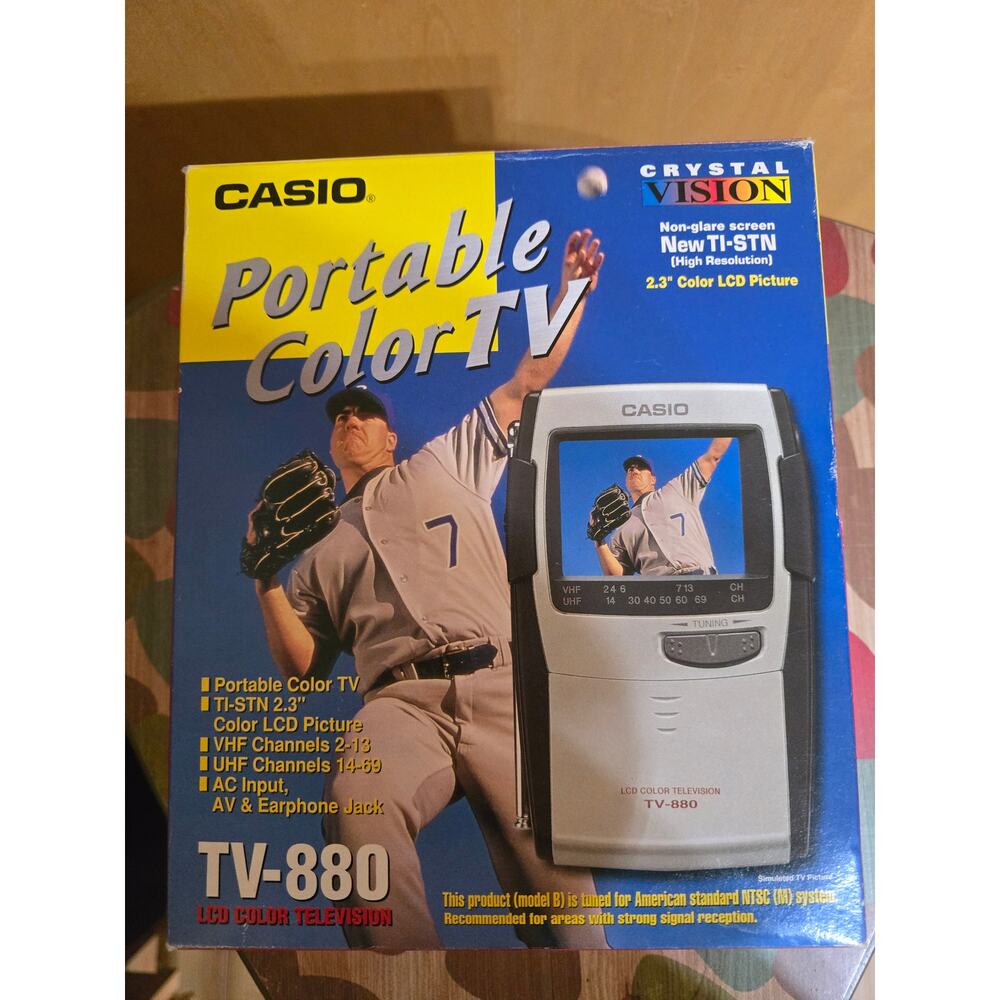 CASIO®
CRYSTAL
VISION
Non-glare screen
New TI-STN
(High Resolution)
2.3" Color LCD Picture
Portable
Color TV
CASIO
7
7
VHF 2 4 6 7 13 CH
UHF 14 30 40 50 60 69 CH
TUNING
Portable Color TV
TI-STN 2.3"
Color LCD Picture
VHF Channels 2-13
UHF Channels 14-69
AC Input,
AV & Earphone Jack
LCD COLOR TELEVISION
TV-880
TV-880
LCD COLOR TELEVISION
Simulated TV Picture
This product (model B) is tuned for American standard NTSC (M) system.
Recommended for areas with strong signal reception.